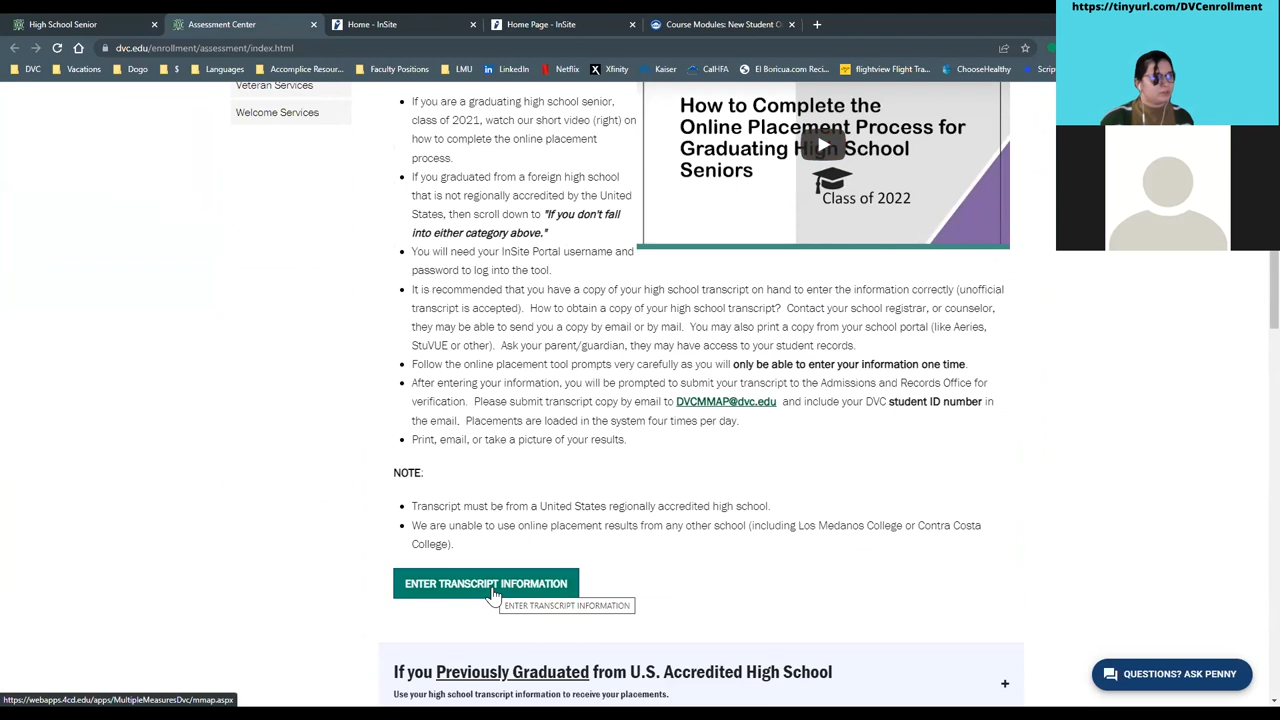 https://tinyurl.com/DVCenrollment
High School Senior
Assessment Center
Home - InSite
Home Page - InSite
Course Modules: New Student O
dvc.edu/enrollment/assessment/index.html
DVC
Vacations
Dogo
$
Languages
Accomplice Resour...
Faculty Positions
LMU
LinkedIn
Netflix
Xfinity
Kaiser
CalHFA
El Boricua.com Reci...
flightview Flight Tra...
ChooseHealthy
Scrip
Veteran Services
Welcome Services
If you are a graduating high school senior,
class of 2021, watch our short video (right) on
how to complete the online placement
process.
If you graduated from a foreign high school
that is not regionally accredited by the United
States, then scroll down to "If you don't fall
into either category above."
You will need your InSite Portal username and
password to log into the tool.
How to Complete the
Online Placement Process for
Graduating High School
Seniors
Class of 2022
It is recommended that you have a copy of your high school transcript on hand to enter the information correctly (unofficial
transcript is accepted). How to obtain a copy of your high school transcript? Contact your school registrar, or counselor,
they may be able to send you a copy by email or by mail. You may also print a copy from your school portal (like Aeries,
StuVUE or other). Ask your parent/guardian, they may have access to your student records.
Follow the online placement tool prompts very carefully as you will only be able to enter your information one time.
After entering your information, you will be prompted to submit your transcript to the Admissions and Records Office for
verification. Please submit transcript copy by email to DVCMMAP@dvc.edu and include your DVC student ID number in
the email. Placements are loaded in the system four times per day.
Print, email, or take a picture of your results.
NOTE:
Transcript must be from a United States regionally accredited high school.
We are unable to use online placement results from any other school (including Los Medanos College or Contra Costa
College).
ENTER TRANSCRIPT INFORMATION
ENTER TRANSCRIPT INFORMATION
If you Previously Graduated from U.S. Accredited High School
+
Use your high school transcript information to receive your placements.
QUESTIONS? ASK PENNY
https://webapps.4cd.edu/apps/MultipleMeasuresDvc/mmap.aspx